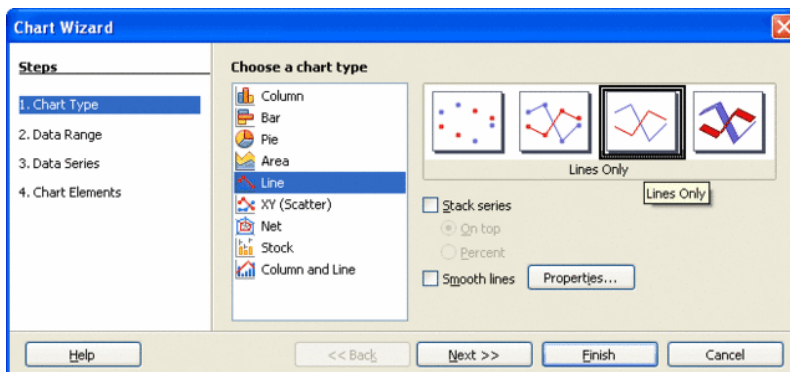 Chart Wizard
Steps
1. Chart Type
2. Data Range
3. Data Series
4. Chart Elements
Choose a chart type
Column
Bar
Pie
Area
Line
XY (Scatter)
Net
Stock
Column and Line
Lines Only
Lines Only
Stack series
On top
Percent
Smooth lines
Properties...
Help
<< Back
Next >>
Finish
Cancel